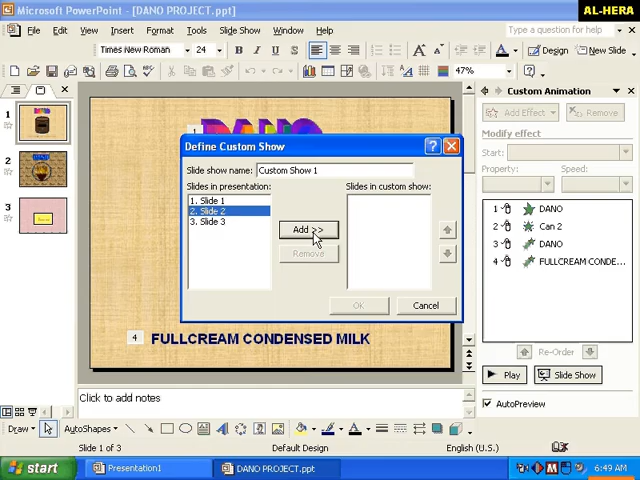 Microsoft PowerPoint - [DANO PROJECT.ppt]
AL-HERA
File Edit View Insert Format Tools Slide Show Window Help Type a question for help
Times New Roman 24 B I U S Design New Slide
47%
Custom Animation
Add Effect Remove
Modify effect
Start:
Property: Speed:
1 DANO
2 Can 2
3 DANO
4 FULLCREAM CONDE...
Re-Order
Play Slide Show
AutoPreview
1
2
3
1
DANO
Define Custom Show
Slide show name: Custom Show 1
Slides in presentation: Slides in custom show:
1. Slide 1
2. Slide 2
3. Slide 3
Add >>
Remove
OK Cancel
4 FULLCREAM CONDENSED MILK
Click to add notes
Draw AutoShapes
Slide 1 of 3 Default Design English (U.S.)
start Presentation1 DANO PROJECT.ppt 6:49 AM